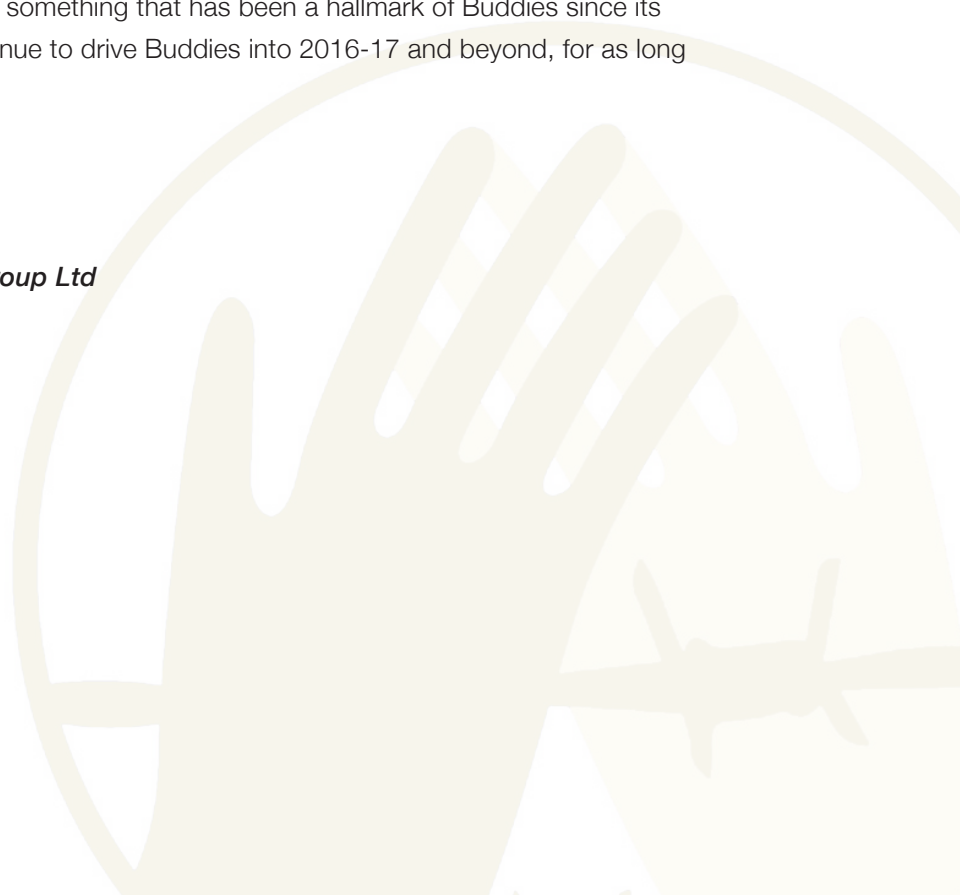 something that has been a hallmark of Buddies since its
nue to drive Buddies into 2016-17 and beyond, for as long
oup Ltd